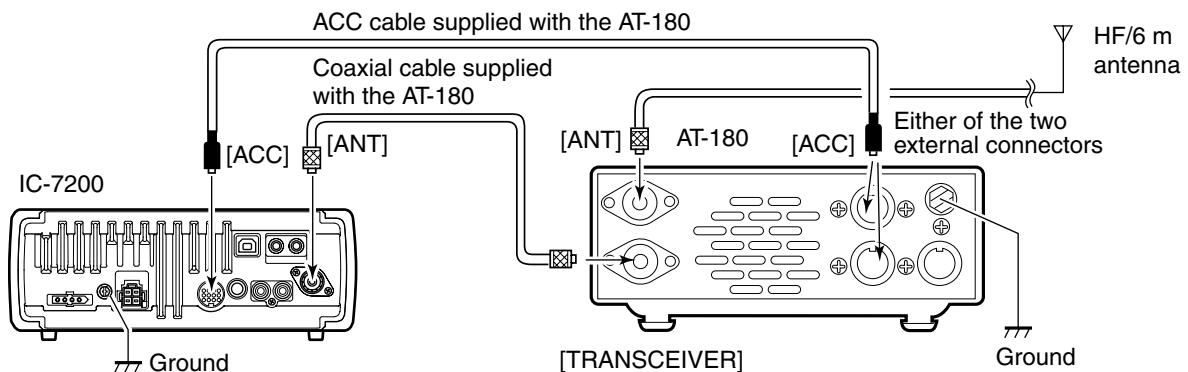 ACC cable supplied with the AT-180
HF/6 m
antenna
Coaxial cable supplied
with the AT-180
[ACC]
[ANT]
[ANT]
AT-180
[ACC]
Either of the two
external connectors
IC-7200
Ground
[TRANSCEIVER]
Ground